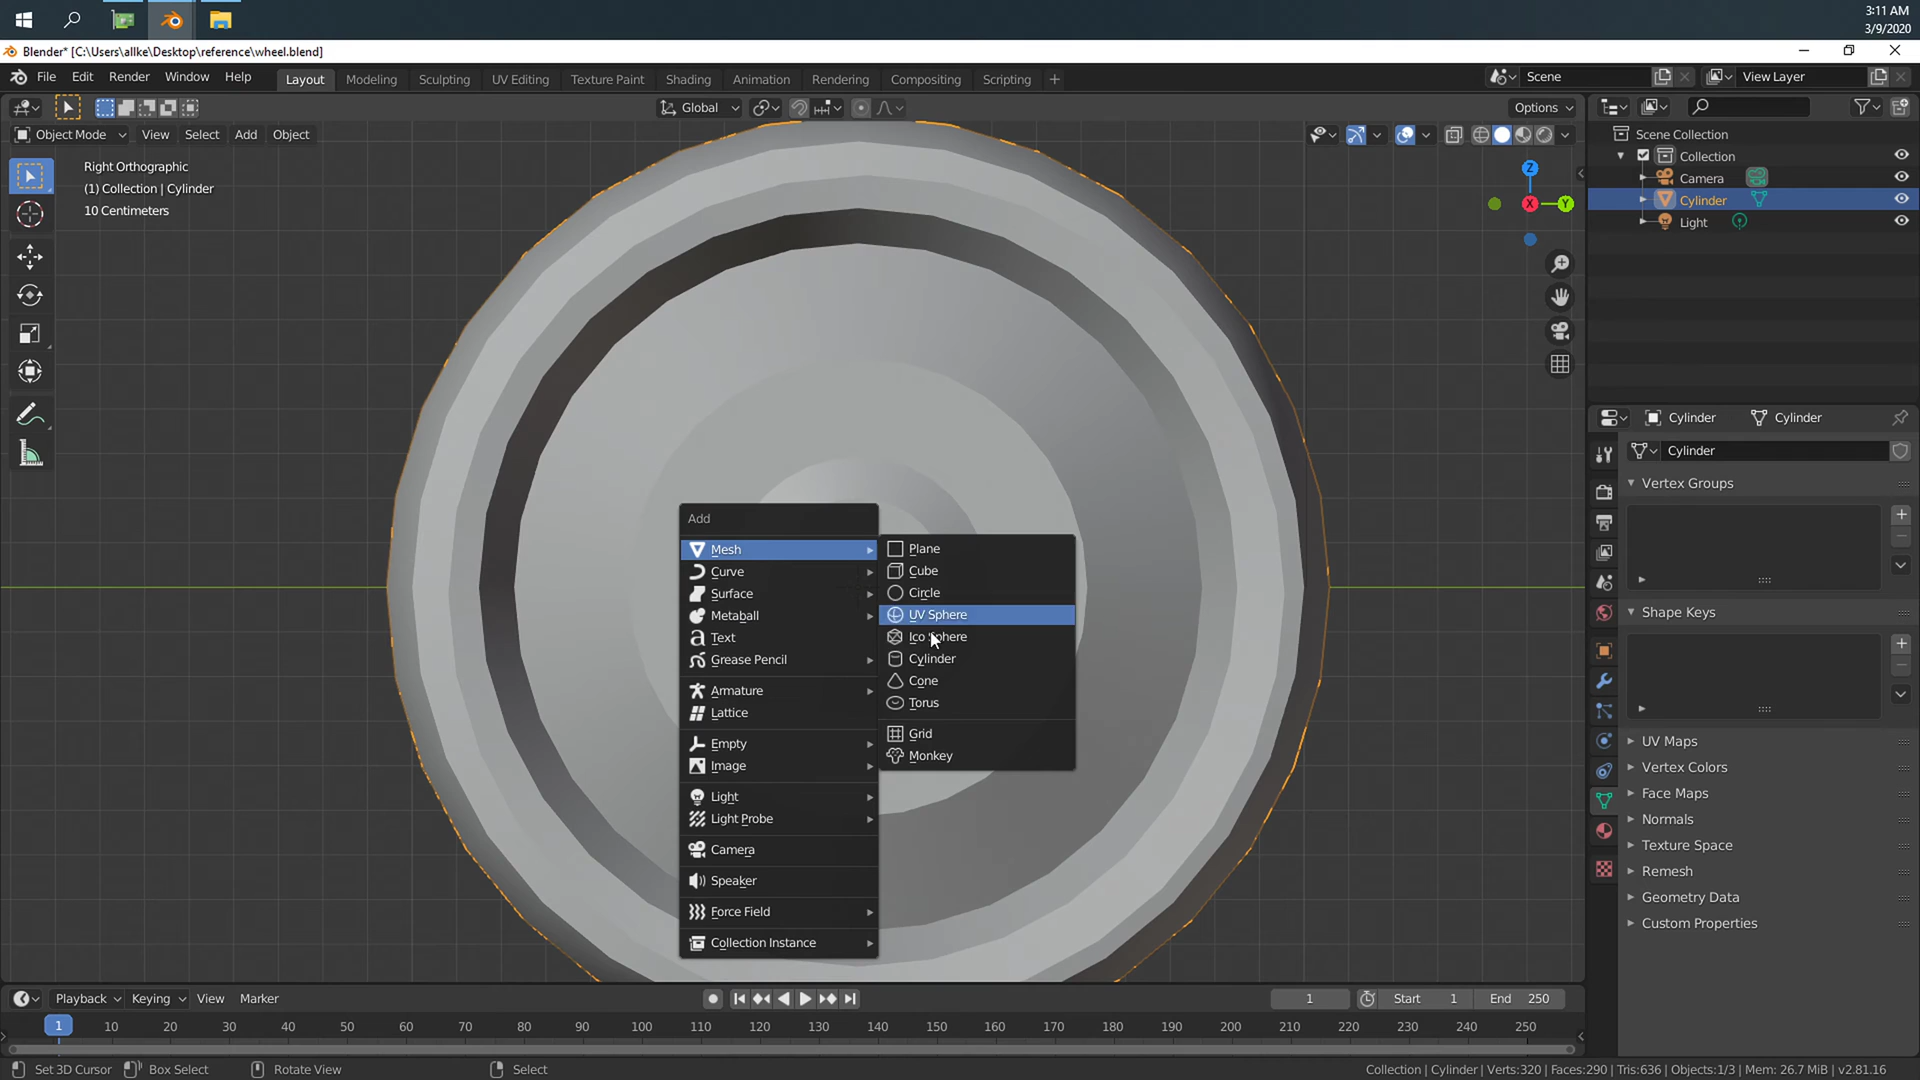 3:11 AM
3/9/2020
Blender* [C:\Users\allke\Desktop\reference\wheel.blend]
File Edit Render Window Help Layout Modeling Sculpting UV Editing Texture Paint Shading Animation Rendering Compositing Scripting + Scene View Layer
Global Options
Object Mode View Select Add Object
Right Orthographic
(1) Collection | Cylinder
10 Centimeters
Z
X Y
Scene Collection
Collection
Camera
Cylinder
Light
Cylinder Cylinder
Cylinder
Vertex Groups
Shape Keys
UV Maps
Vertex Colors
Face Maps
Normals
Texture Space
Remesh
Geometry Data
Custom Properties
Add
Mesh
Curve
Surface
Metaball
Text
Grease Pencil
Armature
Lattice
Empty
Image
Light
Light Probe
Camera
Speaker
Force Field
Collection Instance
Plane
Cube
Circle
UV Sphere
Ico Sphere
Cylinder
Cone
Torus
Grid
Monkey
Playback Keying View Marker 1 Start 1 End 250
1 10 20 30 40 50 60 70 80 90 100 110 120 130 140 150 160 170 180 190 200 210 220 230 240 250
Set 3D Cursor Box Select Rotate View Select Collection | Cylinder | Verts:320 | Faces:290 | Tris:636 | Objects:1/3 | Mem: 26.7 MiB | v2.81.16